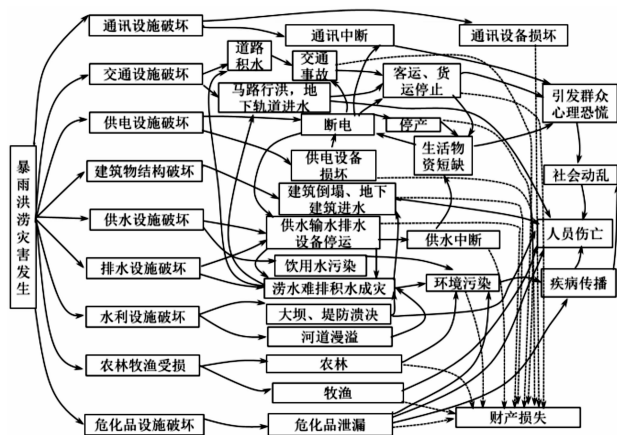 暴雨洪涝灾害发生
通讯设施破坏
通讯中断
通讯设备损坏
道路
积水
交通
事故
交通设施破坏
马路行洪，地
下轨道进水
客运、货
运停止
引发群众
心理恐慌
供电设施破坏
断电
停产
供电设备
损坏
生活物
资短缺
建筑物结构破坏
建筑倒塌、地下
建筑进水
社会动乱
供水设施破坏
供水输水排水
设备停运
供水中断
人员伤亡
排水设施破坏
饮用水污染
涝水难排积水成灾
环境污染
疾病传播
水利设施破坏
大坝、堤防溃决
河道漫溢
农林牧渔受损
农林
牧渔
危化品设施破坏
危化品泄漏
财产损失